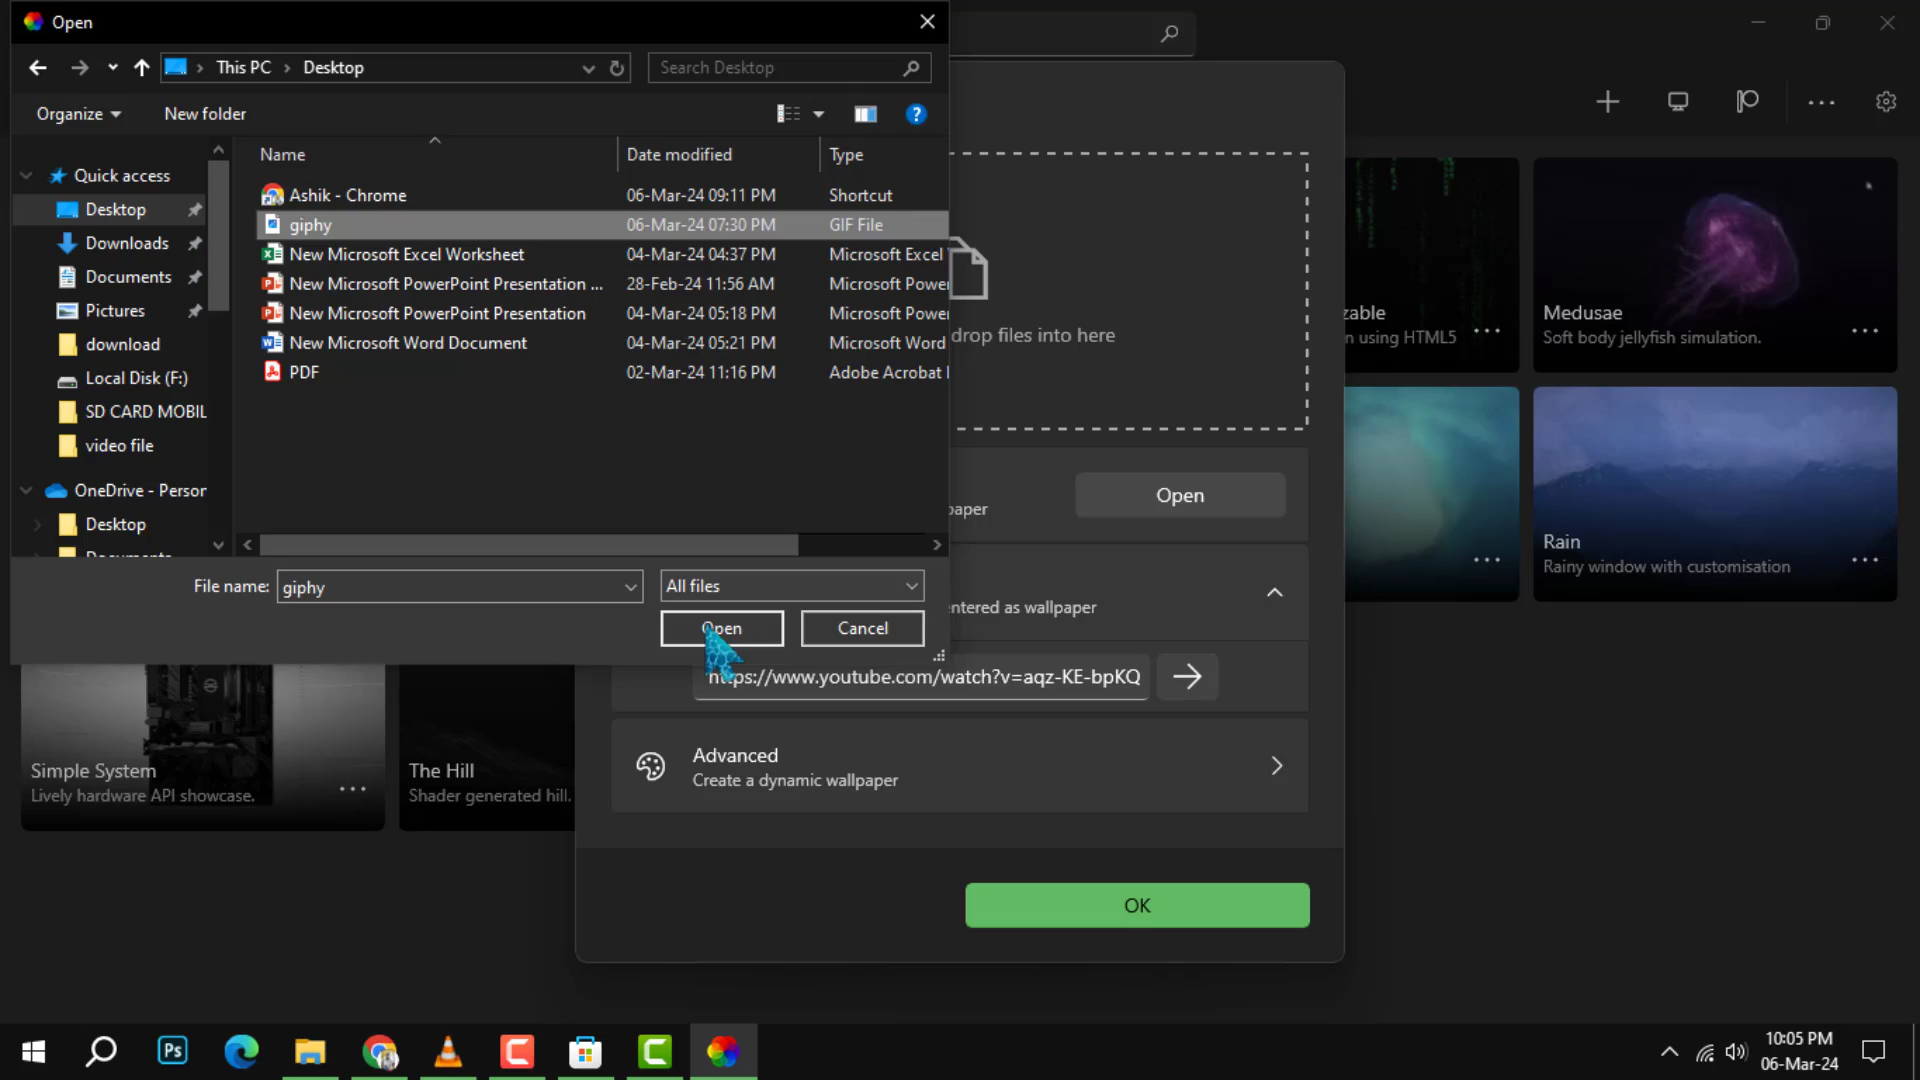 Open
This PC > Desktop
Search Desktop
Organize
New folder
?
Name
Date modified
Type
Quick access
Desktop
Downloads
Documents
Pictures
download
Local Disk (F:)
SD CARD MOBIL
video file
OneDrive - Person
Desktop
Documents
Ashik - Chrome 06-Mar-24 09:11 PM Shortcut
giphy 06-Mar-24 07:30 PM GIF File
New Microsoft Excel Worksheet 04-Mar-24 04:37 PM Microsoft Excel
New Microsoft PowerPoint Presentation ... 28-Feb-24 11:56 AM Microsoft Power
New Microsoft PowerPoint Presentation 04-Mar-24 05:18 PM Microsoft Power
New Microsoft Word Document 04-Mar-24 05:21 PM Microsoft Word
PDF 02-Mar-24 11:16 PM Adobe Acrobat
File name: giphy
All files
Open
Cancel
drop files into here
paper
Open
entered as wallpaper
https://www.youtube.com/watch?v=aqz-KE-bpKQ
Advanced
Create a dynamic wallpaper
OK
zable
n using HTML5
Medusae
Soft body jellyfish simulation.
Rain
Rainy window with customisation
Simple System
Lively hardware API showcase.
The Hill
Shader generated hill.
Ps
10:05 PM
06-Mar-24